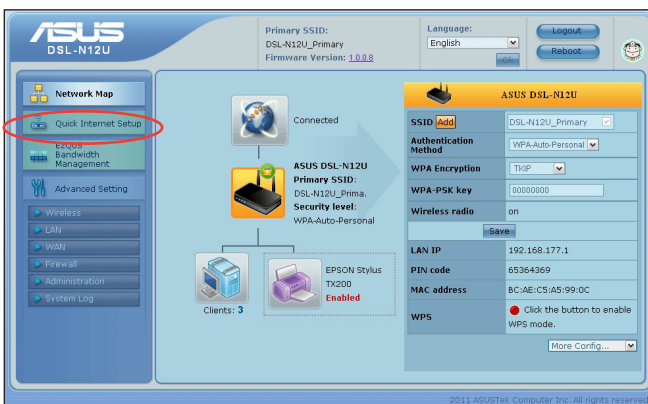 ASUS
DSL-N12U
Primary SSID:
DSL-N12U_Primary
Firmware Version: 1.0.0.8
Language:
English
Ok
Logout
Reboot
Network Map
Quick Internet Setup
EzQoS
Bandwidth
Management
Advanced Setting
Wireless
LAN
WAN
Firewall
Administration
System Log
Connected
ASUS DSL-N12U
Primary SSID:
DSL-N12U_Prima.
Security level:
WPA-Auto-Personal
Clients: 3
EPSON Stylus
TX200
Enabled
ASUS DSL-N12U
SSID Add DSL-N12U_Primary
Authentication
Method WPA-Auto-Personal
WPA Encryption TKIP
WPA-PSK key 00000000
Wireless radio on
Save
LAN IP 192.168.177.1
PIN code 65364369
MAC address BC:AE:C5:A5:99:0C
WPS Click the button to enable
WPS mode.
More Config...
2011 ASUSTek Computer Inc. All rights reserved